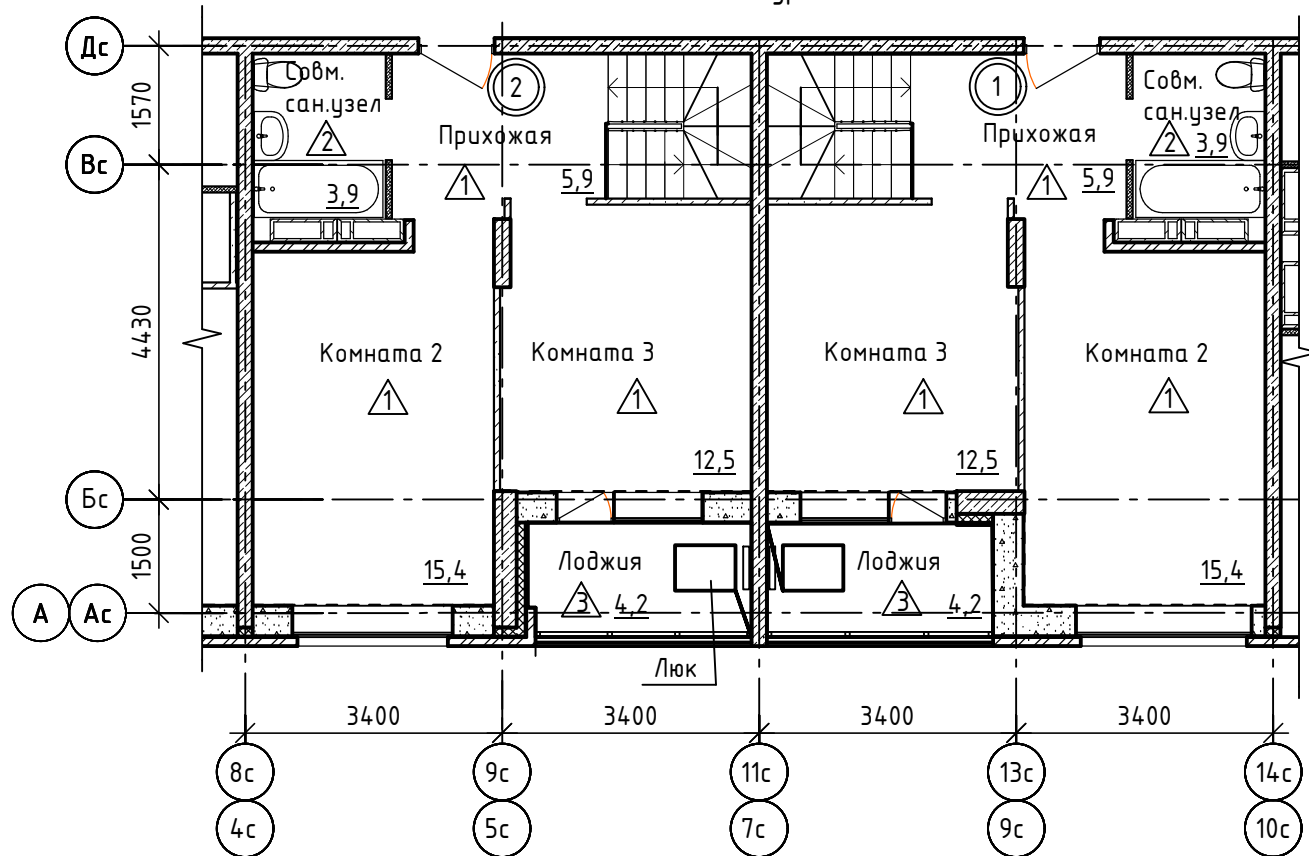 Дс
2
1
Совм.
сан.узел
2
Совм.
сан.узел
2
3,9
1570
Прихожая
Прихожая
Вс
1
5,9
1
5,9
3,9
4430
Комната 2
Комната 3
Комната 3
Комната 2
1
1
1
1
12,5
12,5
Бс
1500
15,4
Лоджия
Лоджия
15,4
3
4,2
3
4,2
А
Ас
Люк
3400
3400
3400
3400
8с
9с
11с
13с
14с
4с
5с
7с
9с
10с